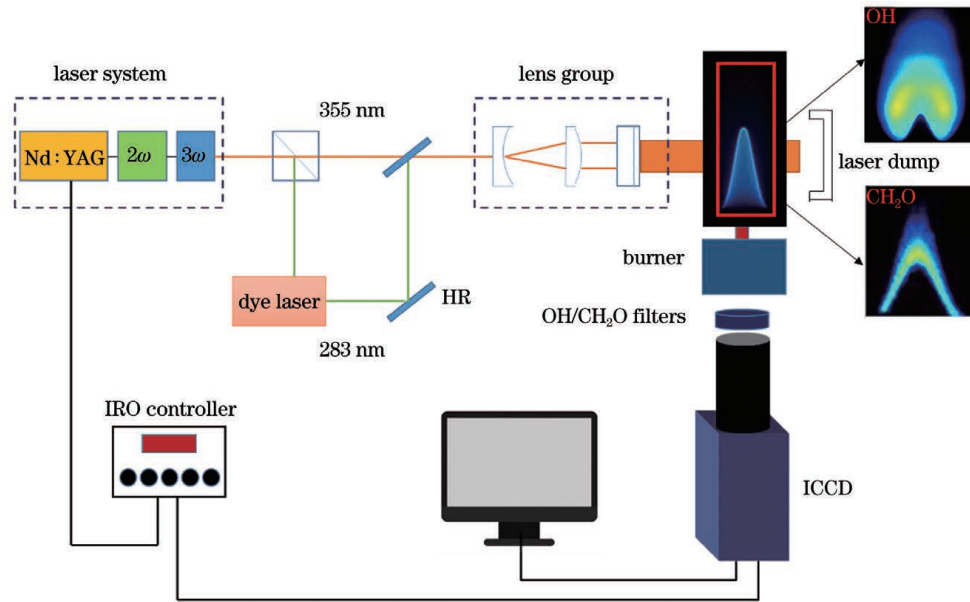 OH
laser system
lens group
355 nm
Nd:YAG
2ω
3ω
laser dump
CH₂O
burner
dye laser
HR
OH/CH₂O filters
283 nm
IRO controller
ICCD